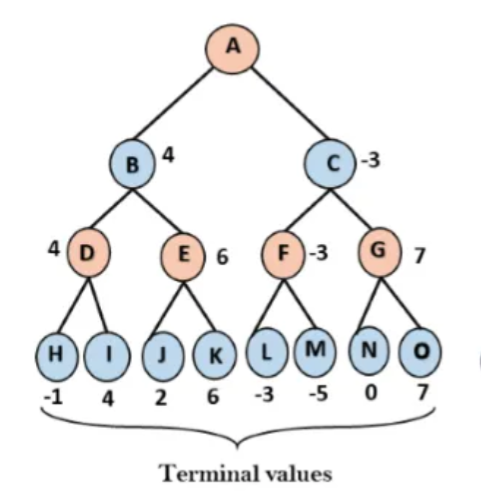 A
B 4 C -3
4 D E 6 F -3 G 7
H I J K L M N O
-1 4 2 6 -3 -5 0 7
Terminal values